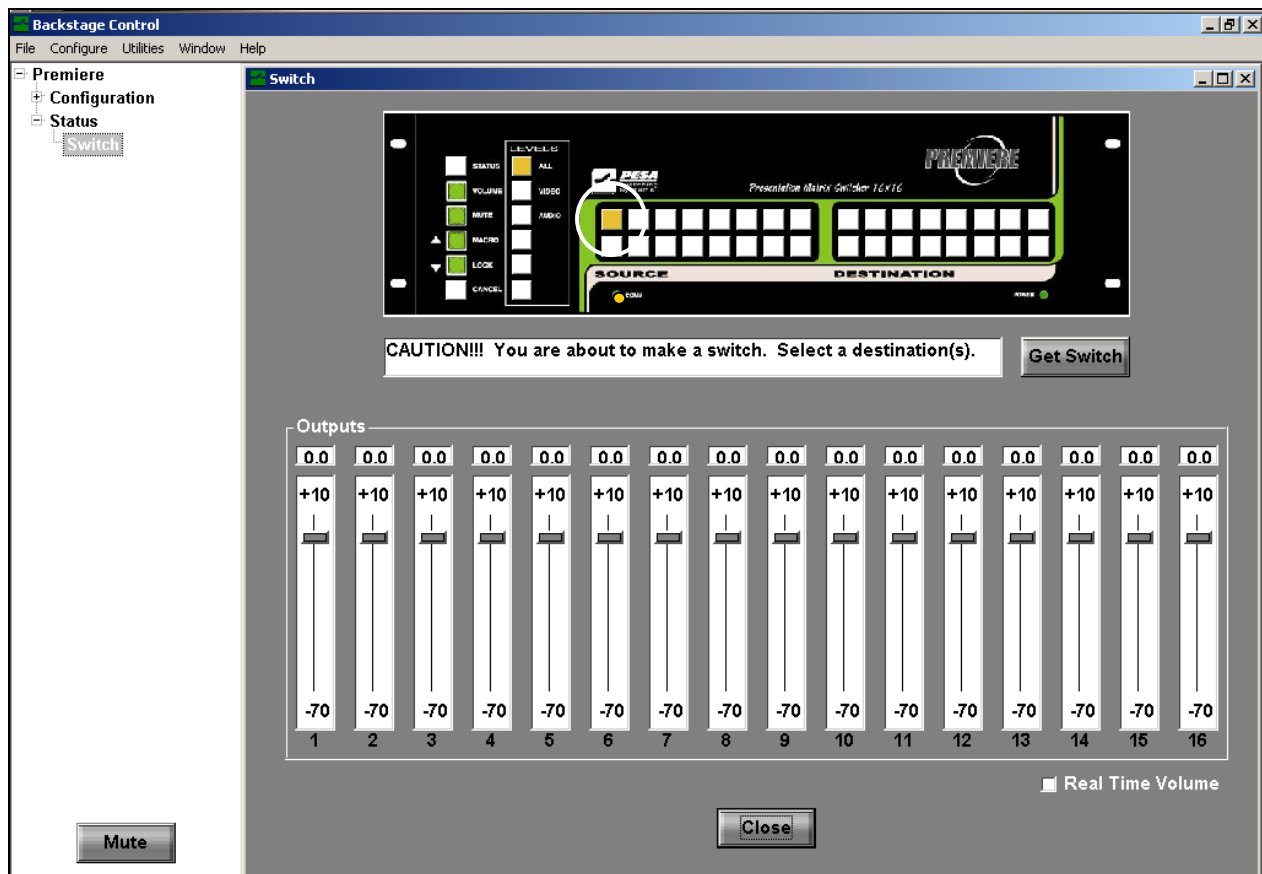 Backstage Control
File Configure Utilities Window Help
Premiere
Configuration
Status
Switch
Switch
LEVELS
STATUS ALL
VOLUME VIDEO
MUTE AUDIO
MACRO
LOCK
CANCEL
PESA
PREMIERE
Presentation Matrix Switcher 16x16
SOURCE DESTINATION
COMM
POWER
CAUTION!!! You are about to make a switch. Select a destination(s).
Get Switch
Outputs
0.0 0.0 0.0 0.0 0.0 0.0 0.0 0.0 0.0 0.0 0.0 0.0 0.0 0.0 0.0 0.0
+10 +10 +10 +10 +10 +10 +10 +10 +10 +10 +10 +10 +10 +10 +10 +10
-70 -70 -70 -70 -70 -70 -70 -70 -70 -70 -70 -70 -70 -70 -70 -70
1 2 3 4 5 6 7 8 9 10 11 12 13 14 15 16
Real Time Volume
Close
Mute